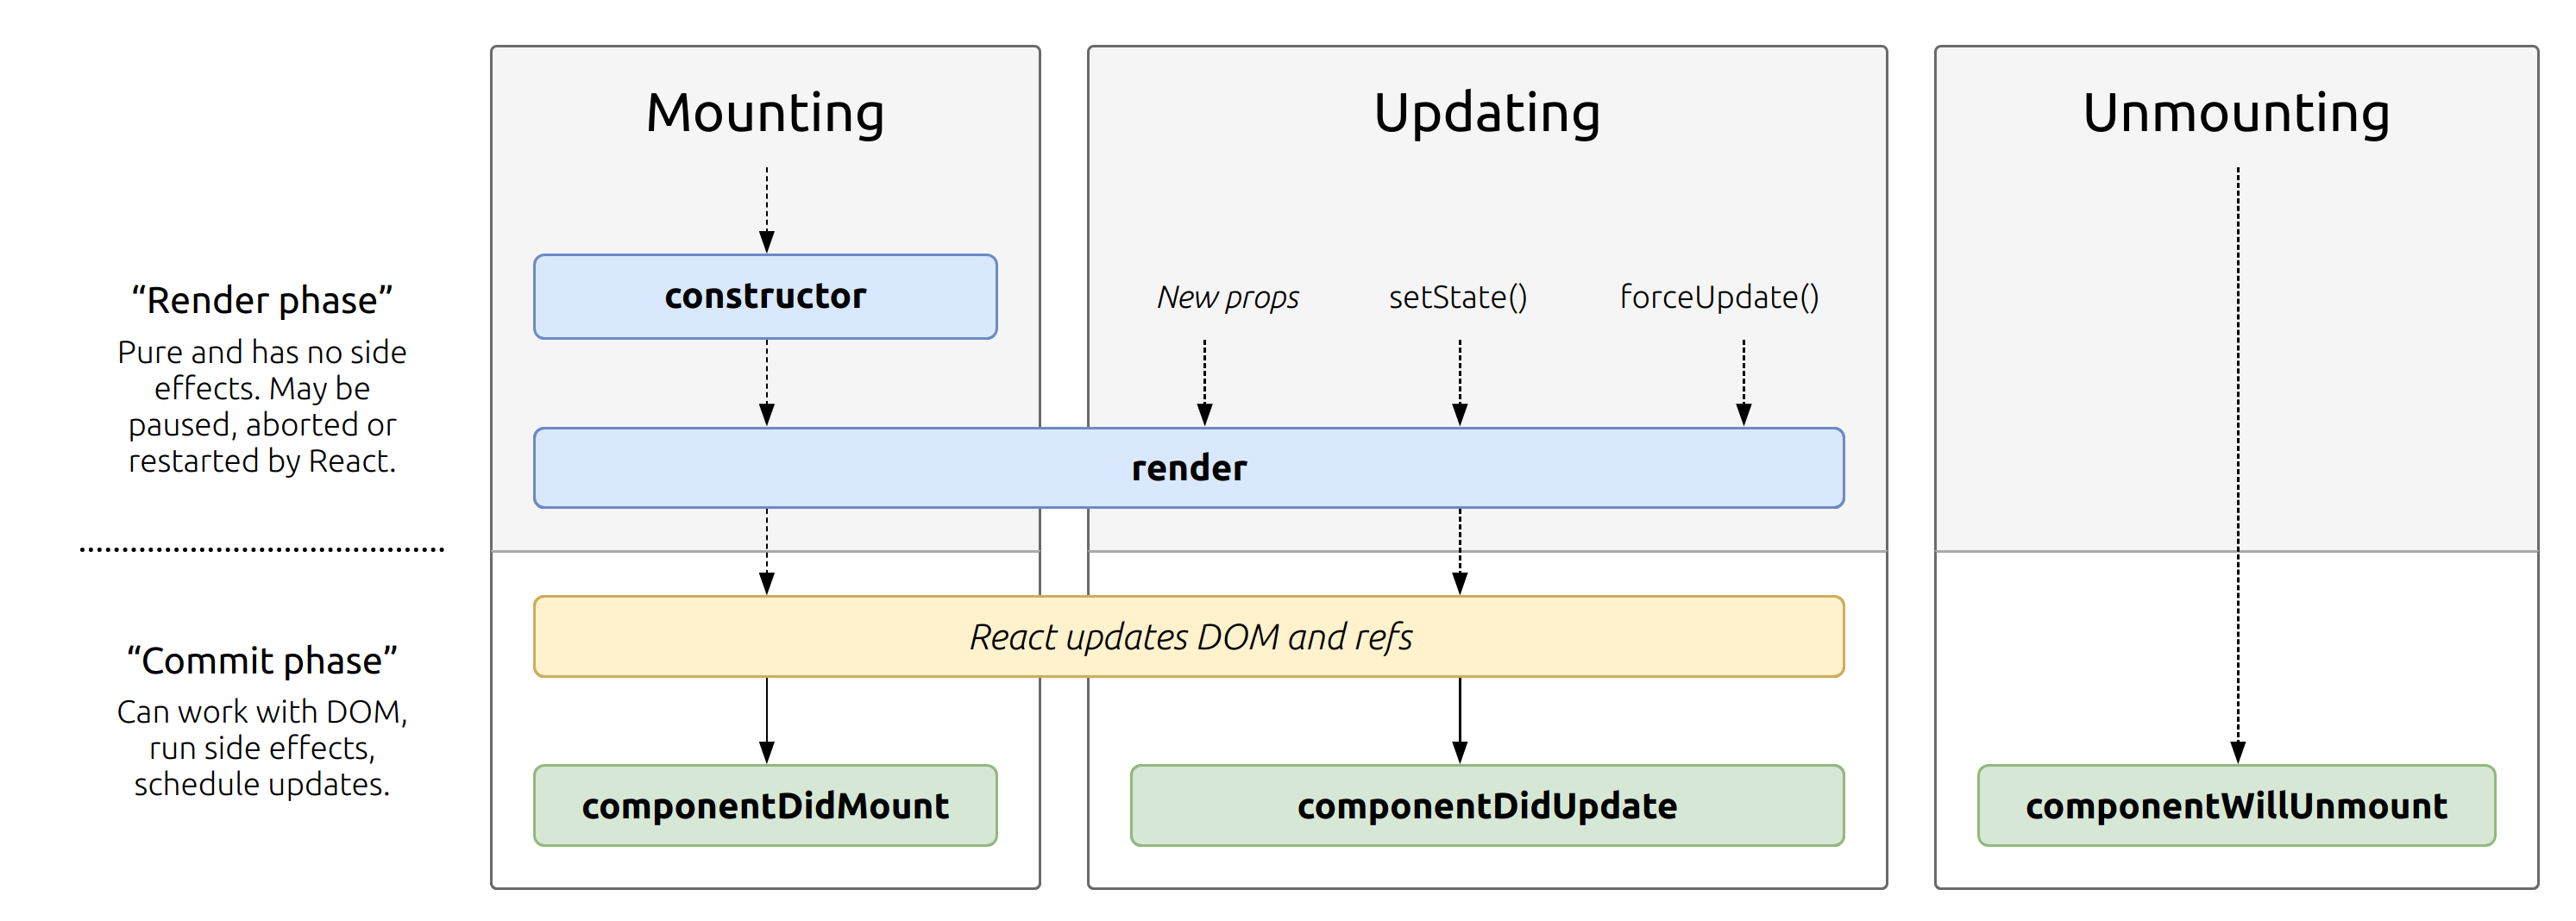 Mounting
Updating
Unmounting
“Render phase”
Pure and has no side
effects. May be
paused, aborted or
restarted by React.
constructor
New props
setState()
forceUpdate()
render
“Commit phase”
Can work with DOM,
run side effects,
schedule updates.
React updates DOM and refs
componentDidMount
componentDidUpdate
componentWillUnmount